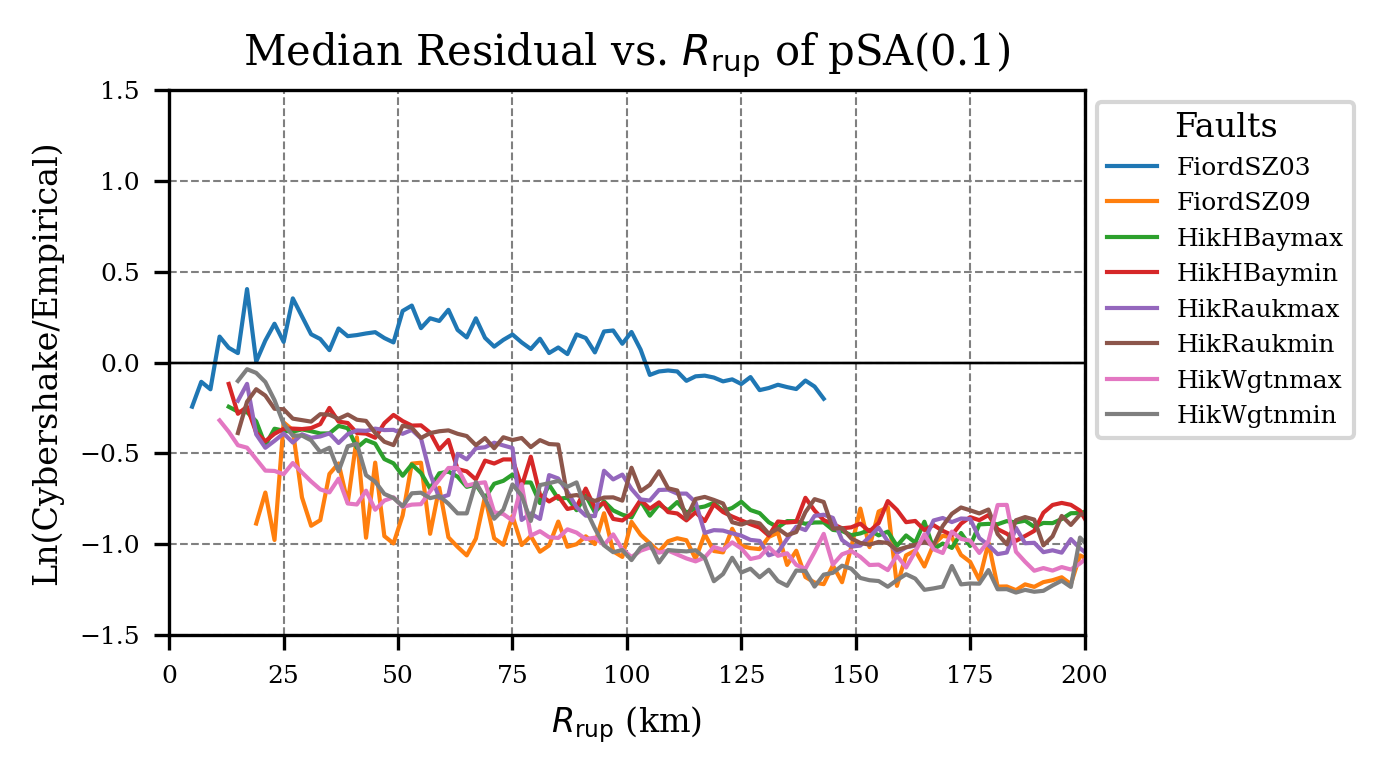 Median Residual vs. Rrup of pSA(0.1)
Ln(Cybershake/Empirical)
1.5
1.0
0.5
0.0
−0.5
−1.0
−1.5
0 25 50 75 100 125 150 175 200
Rrup (km)
Faults
FiordSZ03
FiordSZ09
HikHBaymax
HikHBaymin
HikRaukmax
HikRaukmin
HikWgtnmax
HikWgtnmin